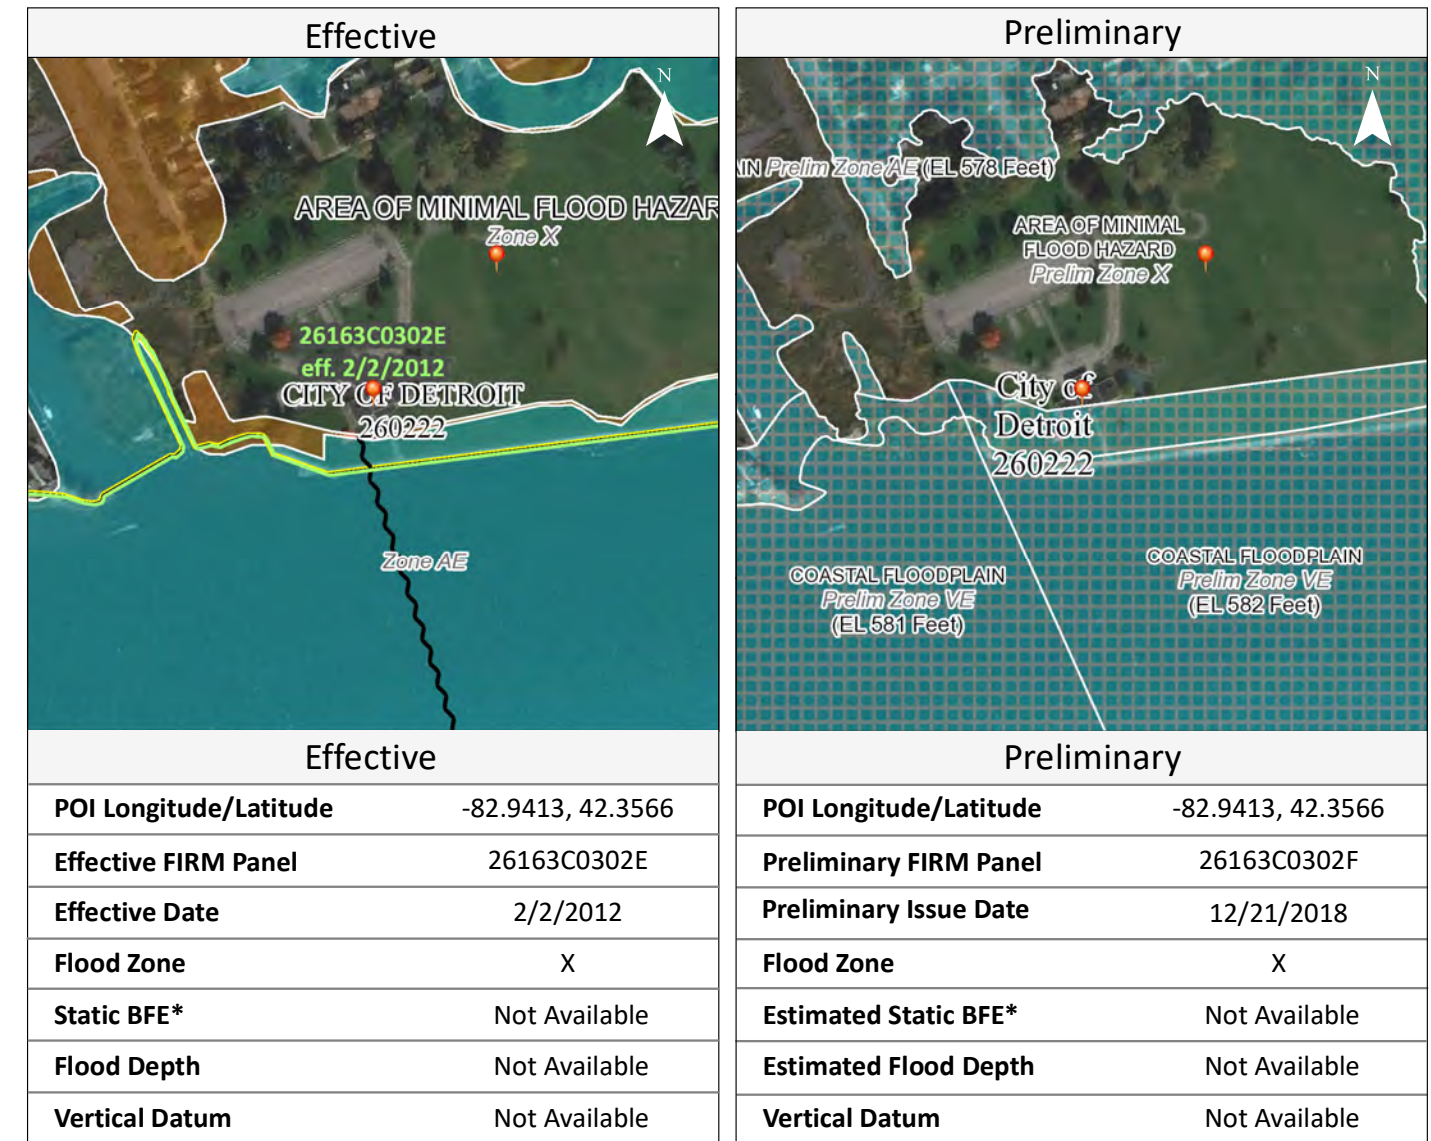 Effective
N
AREA OF MINIMAL FLOOD HAZAR
Zone X
26163C0302E
eff. 2/2/2012
CITY OF DETROIT
260222
Zone AE
Effective
POI Longitude/Latitude -82.9413, 42.3566
Effective FIRM Panel 26163C0302E
Effective Date 2/2/2012
Flood Zone X
Static BFE* Not Available
Flood Depth Not Available
Vertical Datum Not Available
Preliminary
N
IN Prelim Zone AE (EL 578 Feet)
AREA OF MINIMAL
FLOOD HAZARD
Prelim Zone X
City of
Detroit
260222
COASTAL FLOODPLAIN
Prelim Zone VE
(EL 581 Feet)
COASTAL FLOODPLAIN
Prelim Zone VE
(EL 582 Feet)
Preliminary
POI Longitude/Latitude -82.9413, 42.3566
Preliminary FIRM Panel 26163C0302F
Preliminary Issue Date 12/21/2018
Flood Zone X
Estimated Static BFE* Not Available
Estimated Flood Depth Not Available
Vertical Datum Not Available